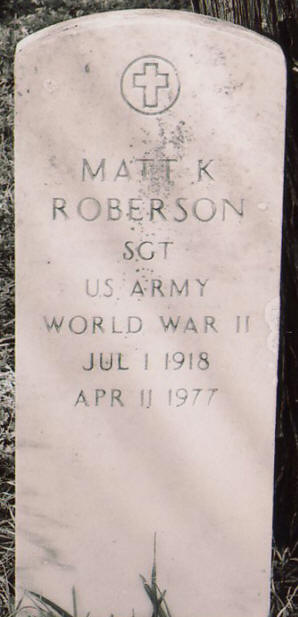 MATT K
ROBERSON
SGT
US ARMY
WORLD WAR II
JUL 1 1918
APR 11 1977